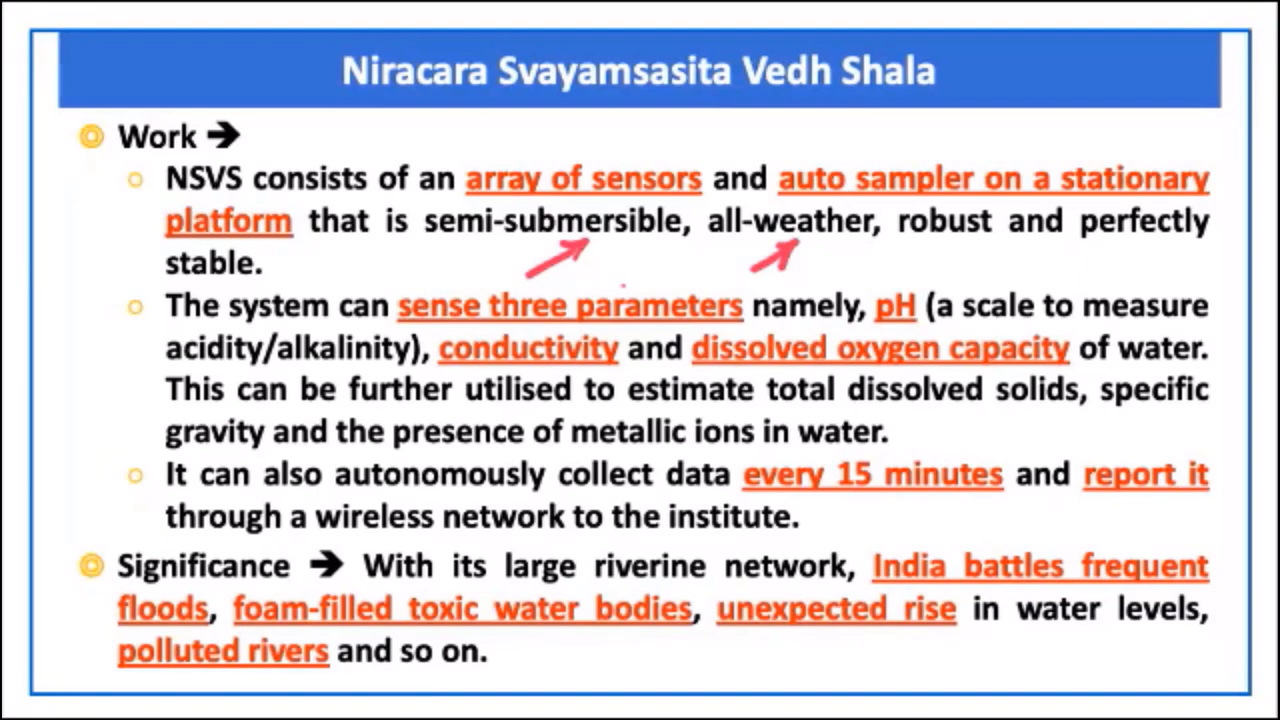 Niracara Svayamsasita Vedh Shala
Work ➔
NSVS consists of an array of sensors and auto sampler on a stationary
platform that is semi-submersible, all-weather, robust and perfectly
stable.
The system can sense three parameters namely, pH (a scale to measure
acidity/alkalinity), conductivity and dissolved oxygen capacity of water.
This can be further utilised to estimate total dissolved solids, specific
gravity and the presence of metallic ions in water.
It can also autonomously collect data every 15 minutes and report it
through a wireless network to the institute.
Significance ➔ With its large riverine network, India battles frequent
floods, foam-filled toxic water bodies, unexpected rise in water levels,
polluted rivers and so on.